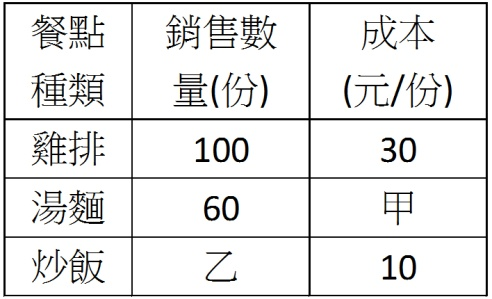 餐點種類 銷售數量(份) 成本(元/份)
雞排 100 30
湯麵 60 甲
炒飯 乙 10